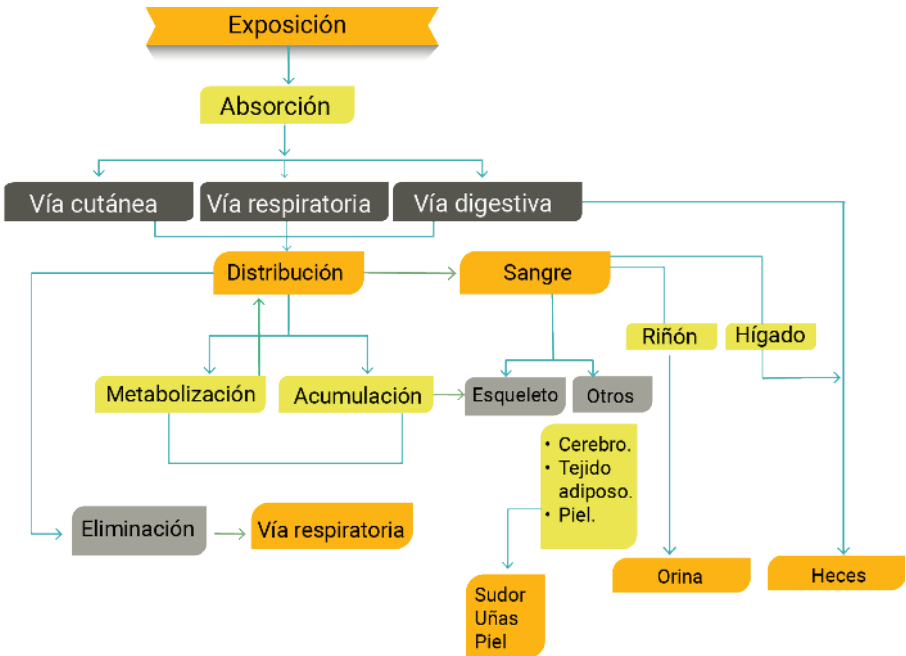 Exposición
Absorción
Vía cutánea
Vía respiratoria
Vía digestiva
Distribución
Sangre
Riñón
Hígado
Metabolización
Acumulación
Esqueleto
Otros
• Cerebro.
• Tejido
adiposo.
• Piel.
Eliminación
Vía respiratoria
Sudor
Uñas
Piel
Orina
Heces